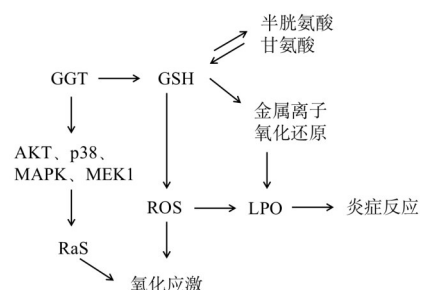 半胱氨酸
甘氨酸
GGT
GSH
金属离子
氧化还原
AKT、p38、
MAPK、MEK1
ROS
LPO
炎症反应
RaS
氧化应激